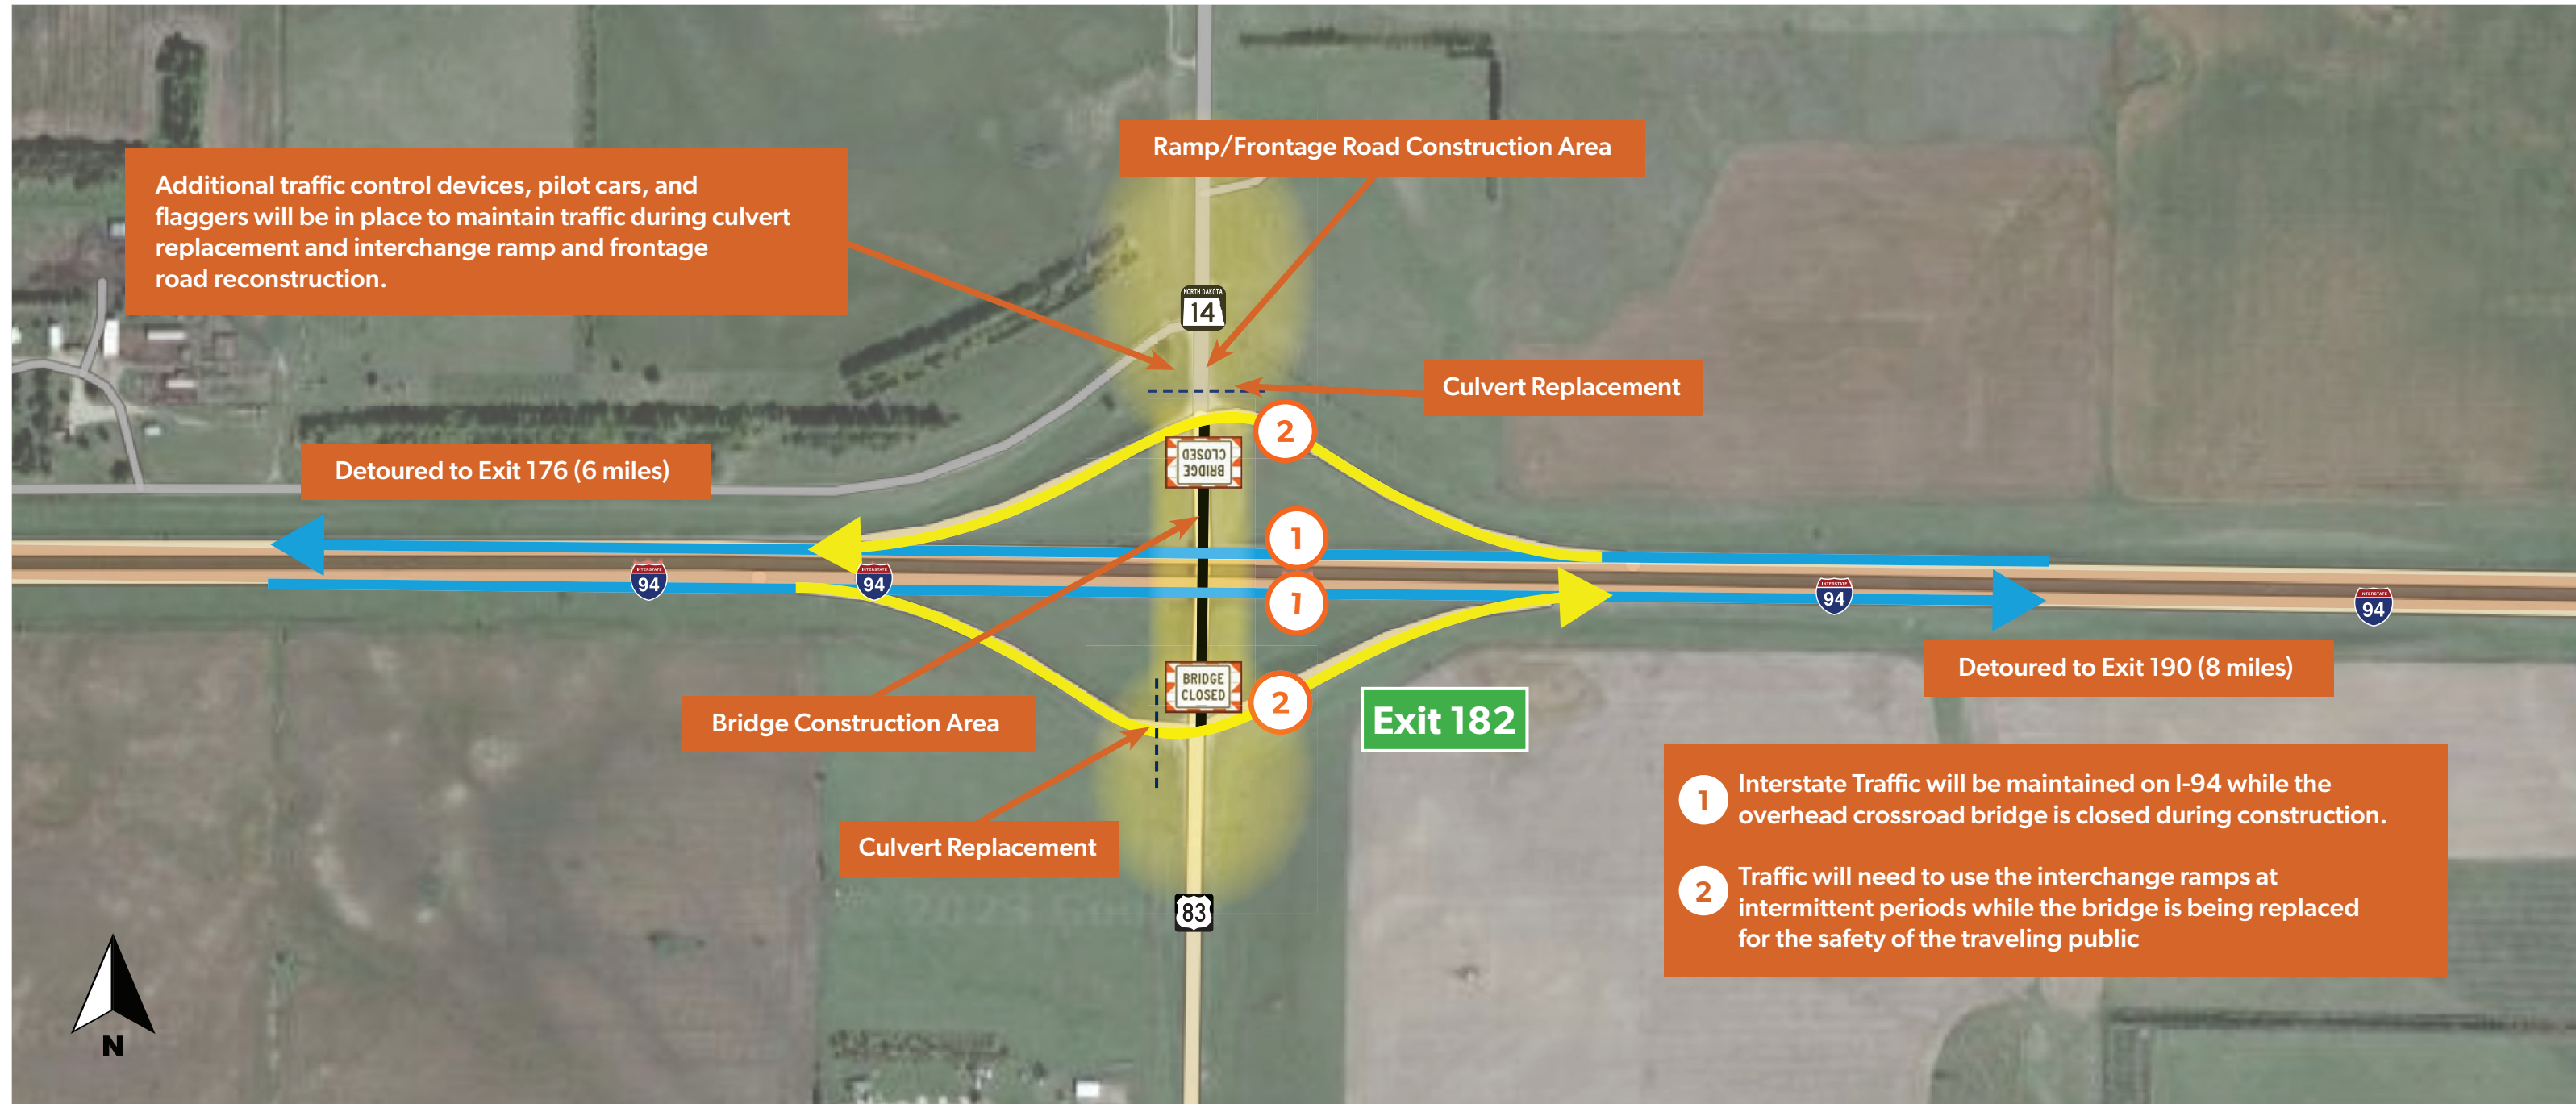 Ramp/Frontage Road Construction Area
Additional traffic control devices, pilot cars, and
flaggers will be in place to maintain traffic during culvert
replacement and interchange ramp and frontage
road reconstruction.
NORTH DAKOTA
14
Culvert Replacement
2
BRIDGE
CLOSED
Detoured to Exit 176 (6 miles)
1
INTERSTATE
94
INTERSTATE
94
1
INTERSTATE
94
INTERSTATE
94
Detoured to Exit 190 (8 miles)
BRIDGE
CLOSED
2
Exit 182
Bridge Construction Area
Culvert Replacement
83
1 Interstate Traffic will be maintained on I-94 while the
overhead crossroad bridge is closed during construction.
2 Traffic will need to use the interchange ramps at
intermittent periods while the bridge is being replaced
for the safety of the traveling public
N